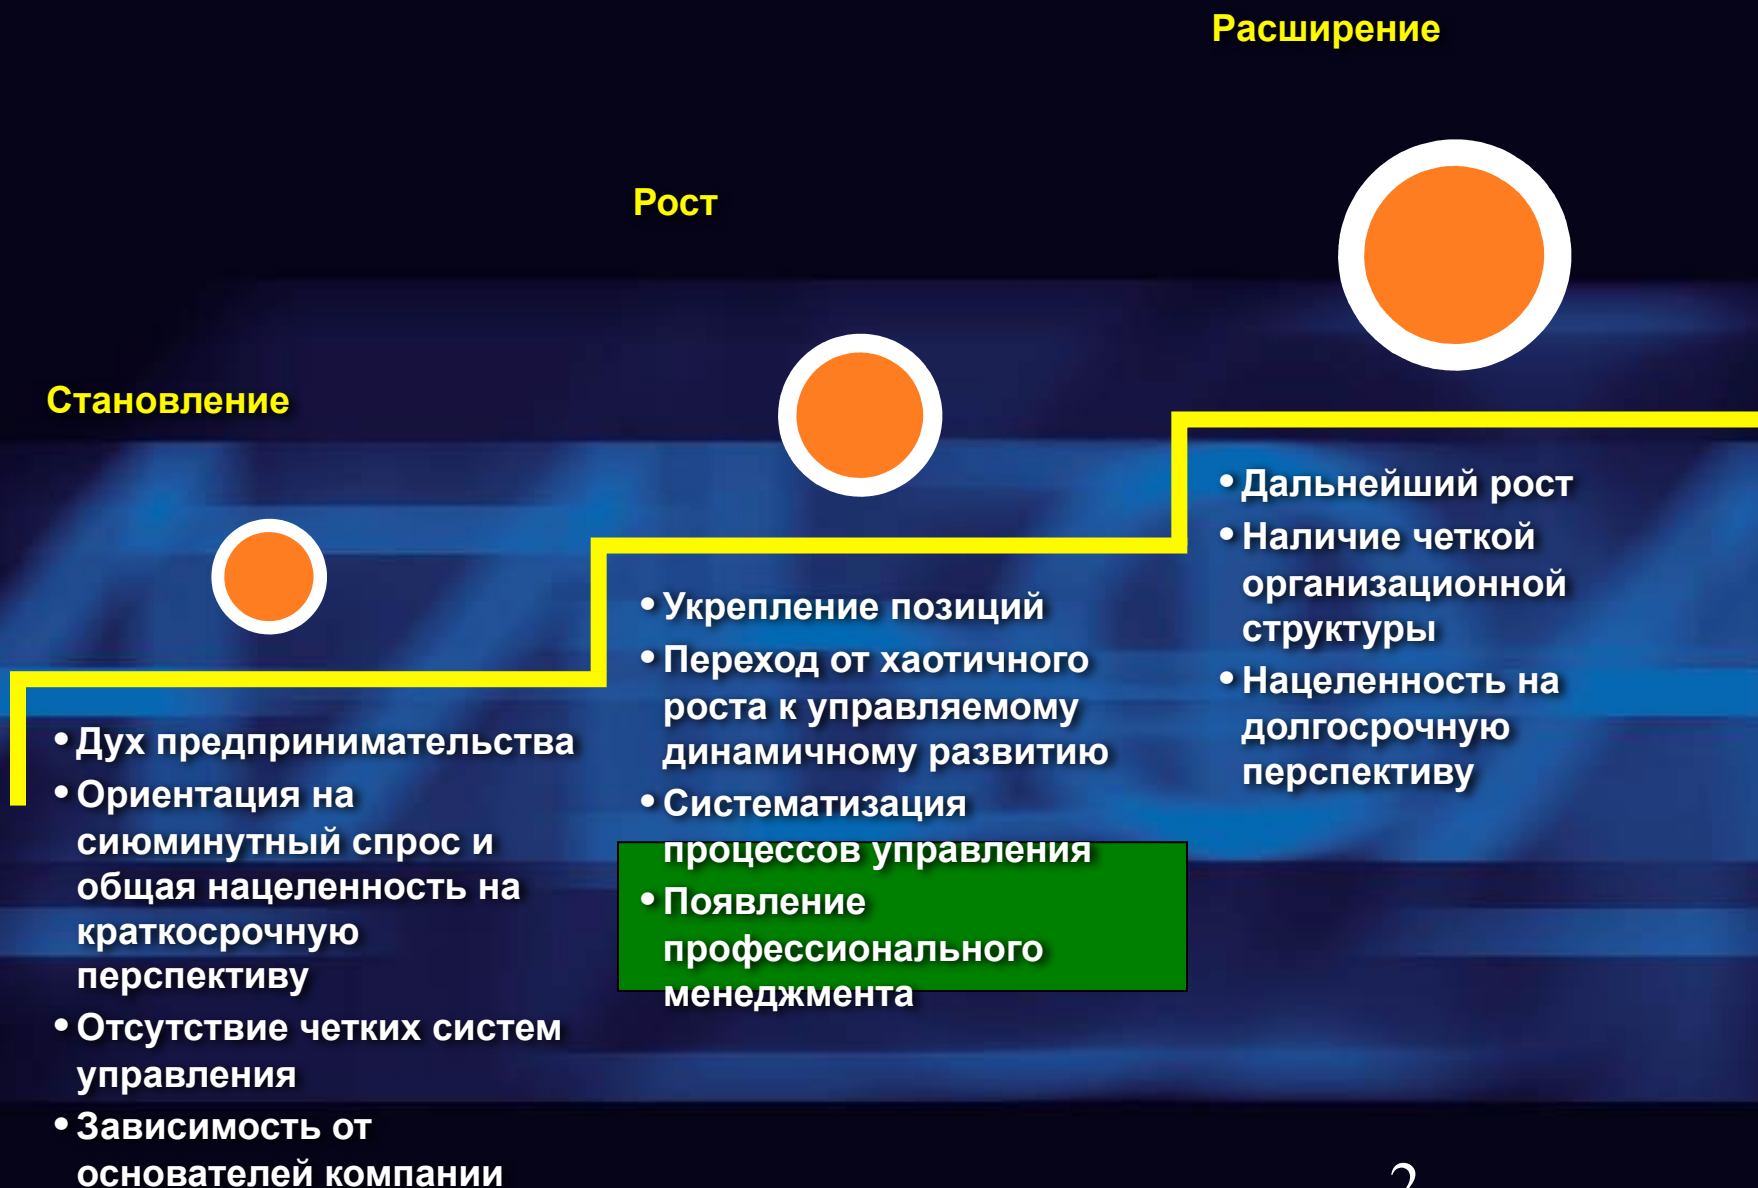 Расширение
Рост
Становление
• Дух предпринимательства
• Ориентация на
сиюминутный спрос и
общая нацеленность на
краткосрочную
перспективу
• Отсутствие четких систем
управления
• Зависимость от
основателей компании
• Укрепление позиций
• Переход от хаотичного
роста к управляемому
динамичному развитию
• Систематизация
процессов управления
• Появление
профессионального
менеджмента
• Дальнейший рост
• Наличие четкой
организационной
структуры
• Нацеленность на
долгосрочную
перспективу